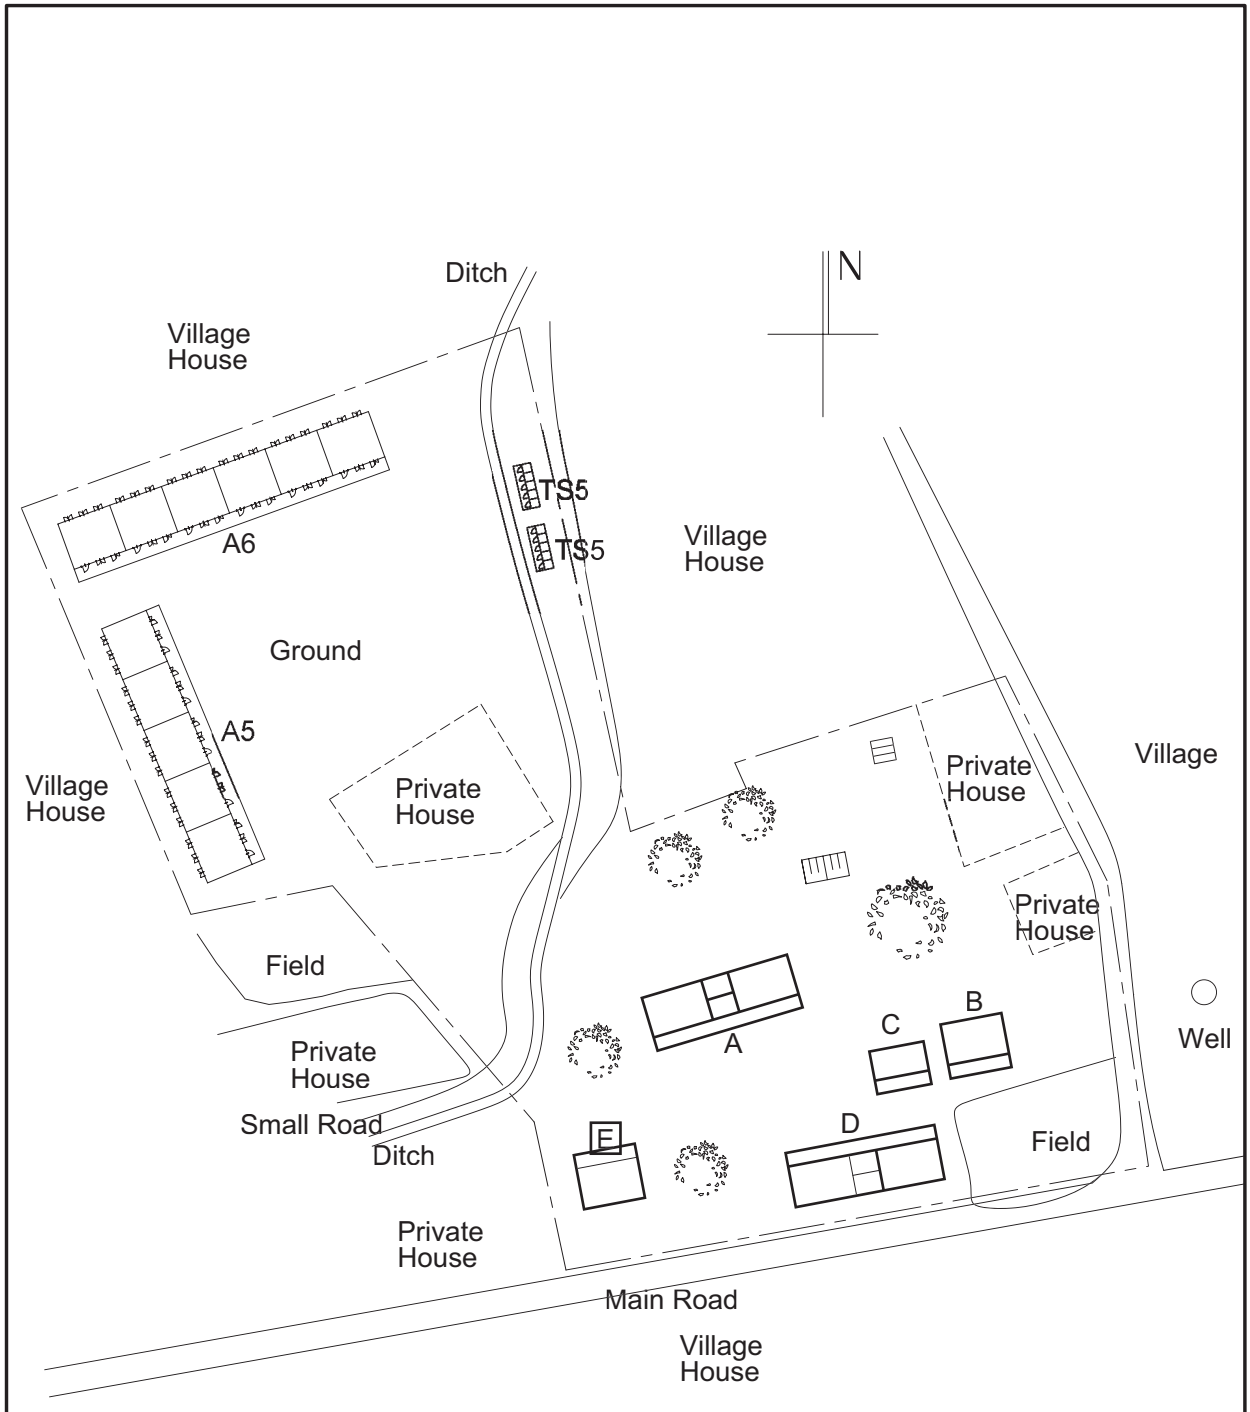 N
Ditch
Village
House
A6
TS5
TS5
Village
House
Ground
A5
Village
House
Private
House
Private
House
Village
Private
House
Field
Private
House
Small Road
Ditch
A
C
B
Well
D
E
Field
Private
House
Main Road
Village
House